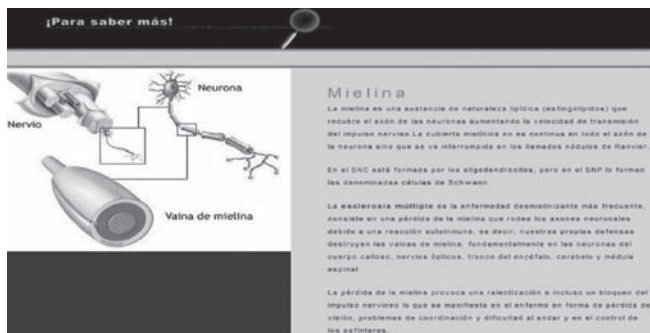 ¡Para saber más!
Neurona
Nervio
Vaina de mielina
Mielina
La mielina es una sustancia de naturaleza lipídica (esfingolípidos) que
recubre el axón de las neuronas aumentando la velocidad de transmisión
del impulso nervioso.La cubierta mielínica no es continua en todo el axón de
la neurona sino que se ve interrumpida en los llamados nódulos de Ranvier.
En el SNC está formada por los oligodendrocitos, pero en el SNP lo forman
las denominadas células de Schwann.
La esclerosis múltiple es la enfermedad desmielinizante más frecuente,
consiste en una pérdida de la mielina que rodea los axones neuronales
debido a una reacción autoinmune, es decir, nuestras propias defensas
destruyen las vainas de mielina, fundamentalmente en las neuronas del
cuerpo calloso, nervios ópticos, tronco del encéfalo, cerebelo y médula
espinal
La pérdida de la mielina provoca una ralentización e incluso un bloqueo del
impulso nervioso lo que se manifiesta en el enfermo en forma de pérdida de
visión, problemas de coordinación y dificultad al andar y en el control de
los esfínteres.